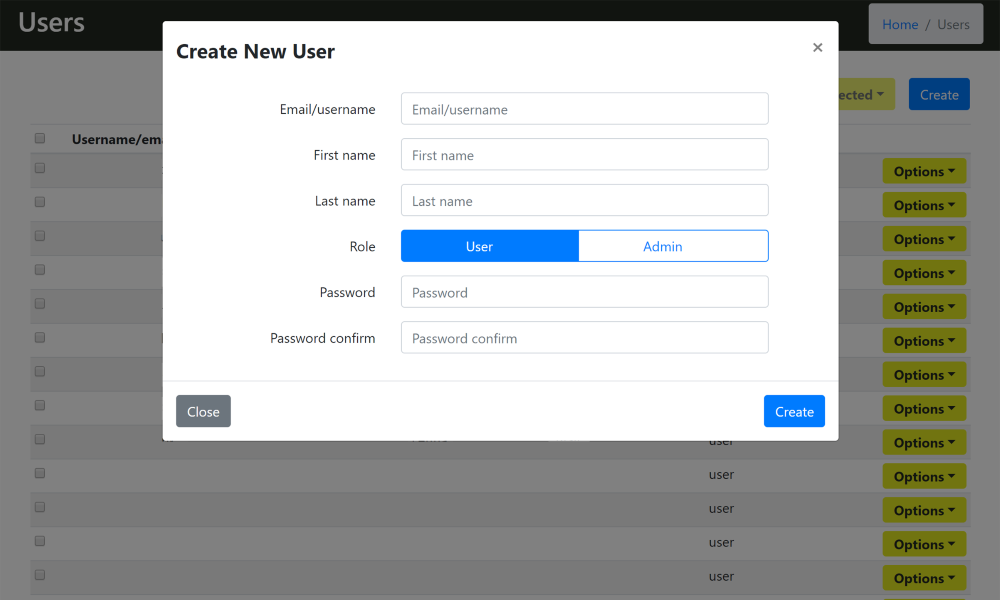 Users
Home / Users
Create New User
×
ected
Create
Email/username
Email/username
Username/ema
First name
First name
Options
Last name
Last name
Options
Role
User
Admin
Options
Options
Password
Password
Options
Password confirm
Password confirm
Options
Options
Close
Create
Options
user
Options
user
Options
user
Options
user
Options
user
Options